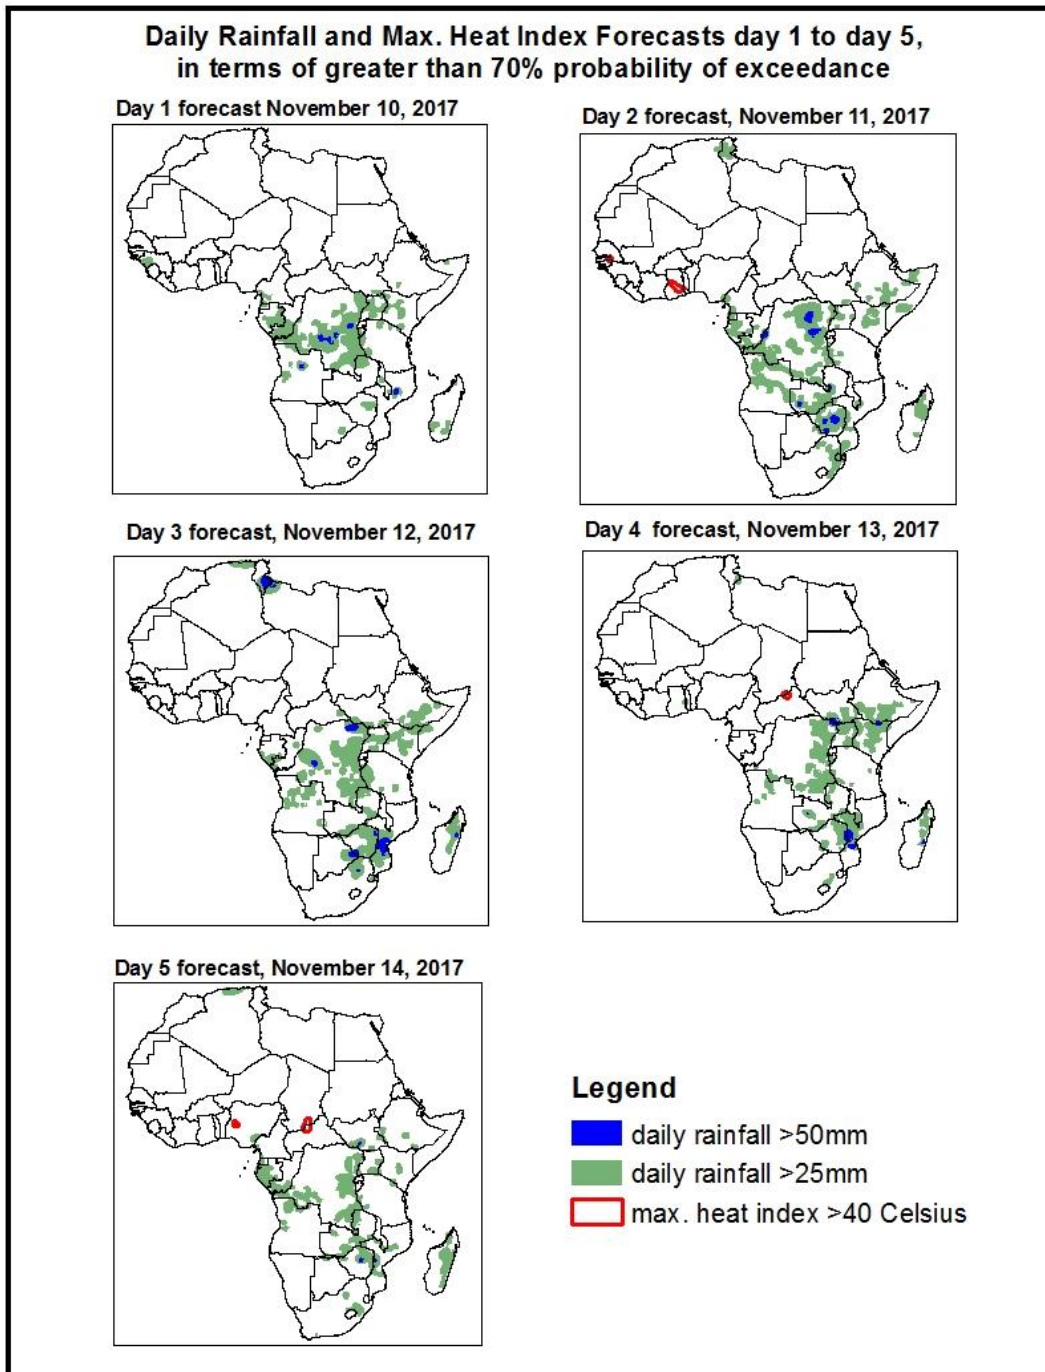 Daily Rainfall and Max. Heat Index Forecasts day 1 to day 5,
in terms of greater than 70% probability of exceedance
Day 1 forecast November 10, 2017
Day 2 forecast, November 11, 2017
Day 3 forecast, November 12, 2017
Day 4 forecast, November 13, 2017
Day 5 forecast, November 14, 2017
Legend
daily rainfall >50mm
daily rainfall >25mm
max. heat index >40 Celsius